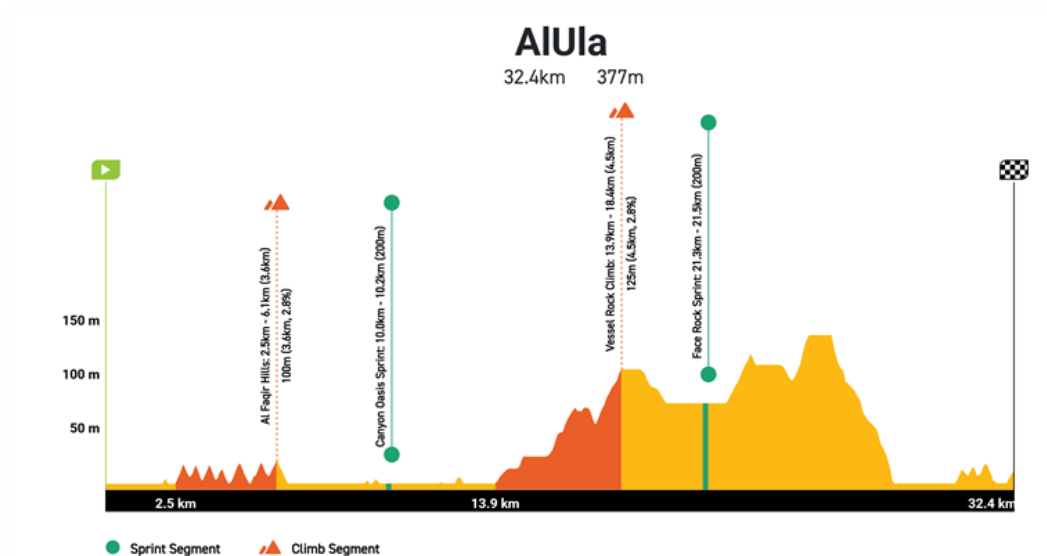 AlUla
32.4km 377m
Al Faqir Hills: 2.5km - 6.1km (3.6km)
100m (3.6km, 2.8%)
Canyon Oasis Sprint: 10.0km - 10.2km (200m)
Vessel Rock Climb: 13.9km - 18.4km (4.5km)
125m (4.5km, 2.8%)
Face Rock Sprint: 21.3km - 21.5km (200m)
150 m
100 m
50 m
2.5 km 13.9 km 32.4 km
Sprint Segment Climb Segment